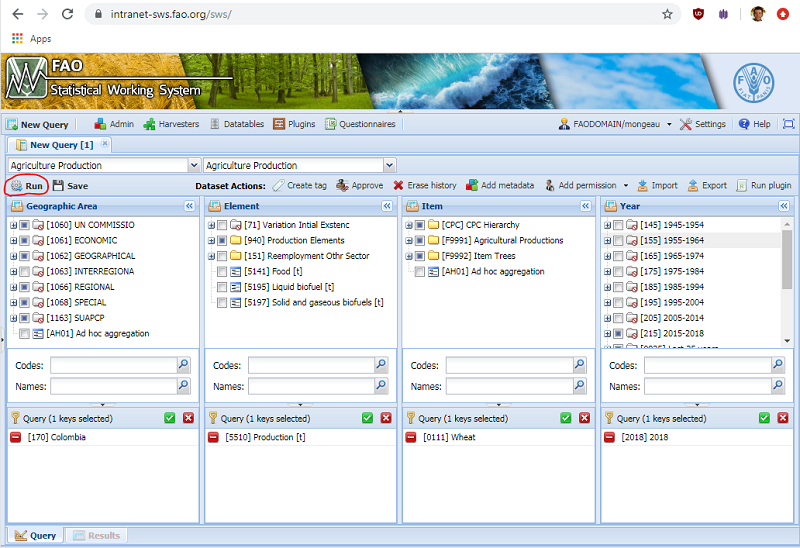 intranet-sws.fao.org/sws/
Apps
FAO
Statistical Working System
New Query Admin Harvesters Datatables Plugins Questionnaires FAODOMAIN/mongeau Settings Help
New Query [1]
Agriculture Production Agriculture Production
Run Save Dataset Actions: Create tag Approve Erase history Add metadata Add permission Import Export Run plugin
Geographic Area Element Item Year
[1060] UN COMMISSIO [71] Variation Intial Existenc [CPC] CPC Hierarchy [145] 1945-1954
[1061] ECONOMIC [940] Production Elements [F9991] Agricultural Productions [155] 1955-1964
[1062] GEOGRAPHICAL [151] Reemployment Othr Sector [F9992] Item Trees [165] 1965-1974
[1063] INTERREGIONA [5141] Food [t] [AH01] Ad hoc aggregation [175] 1975-1984
[1066] REGIONAL [5195] Liquid biofuel [t] [185] 1985-1994
[1068] SPECIAL [5197] Solid and gaseous biofuels [t] [195] 1995-2004
[1163] SUAPCP [205] 2005-2014
[AH01] Ad hoc aggregation [215] 2015-2018
Codes: Codes: Codes: Codes:
Names: Names: Names: Names:
Query (1 keys selected) Query (1 keys selected) Query (1 keys selected) Query (1 keys selected)
[170] Colombia [5510] Production [t] [0111] Wheat [2018] 2018
Query Results